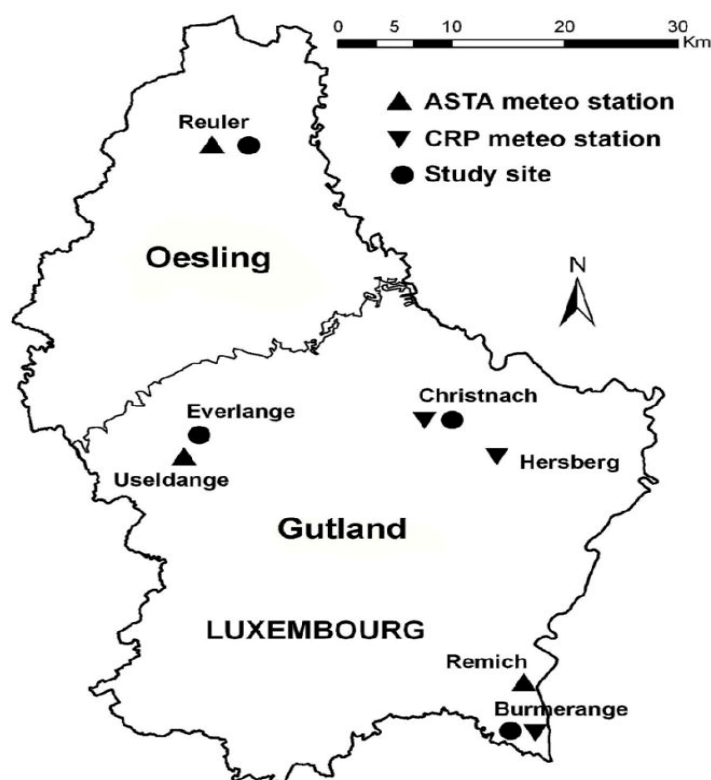 0 5 10 20 30
Km
▲ ASTA meteo station
▼ CRP meteo station
● Study site
Reuler
Oesling
N
Christnach
Everlange
Hersberg
Useldange
Gutland
LUXEMBOURG
Remich
Burmerange